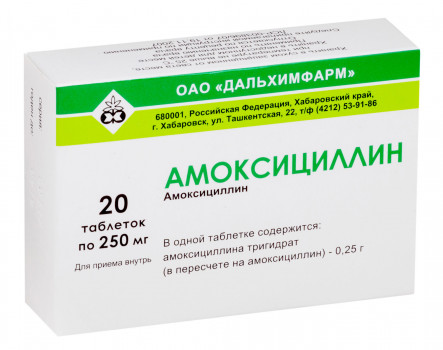 ОАО «ДАЛЬХИМФАРМ»
680001, Российская Федерация, Хабаровский край,
г. Хабаровск, ул. Ташкентская, 22, т/ф (4212) 53-91-86
АМОКСИЦИЛЛИН
Амоксициллин
20
таблеток
по 250 мг
Для приема внутрь
В одной таблетке содержится:
амоксициллина тригидрат
(в пересчете на амоксициллин) - 0,25 г